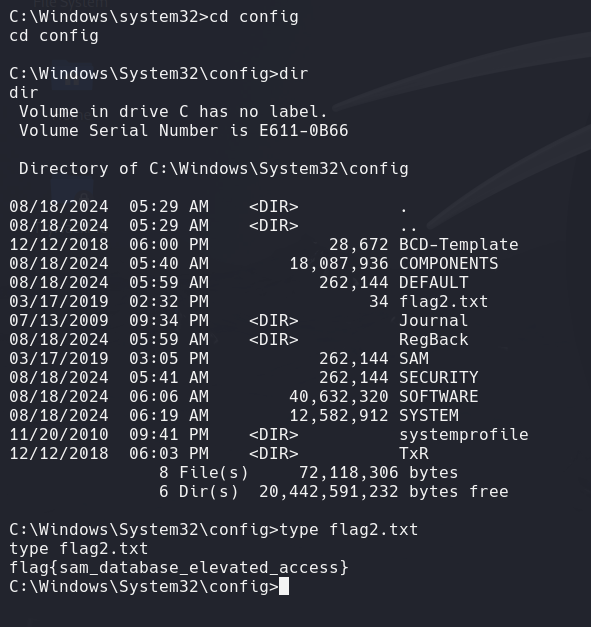 File System
C:\Windows\system32>cd config
cd config
C:\Windows\System32\config>dir
dir
 Volume in drive C has no label.
 Volume Serial Number is E611-0B66
 Directory of C:\Windows\System32\config
08/18/2024  05:29 AM    <DIR>          .
08/18/2024  05:29 AM    <DIR>          ..
12/12/2018  06:00 PM            28,672 BCD-Template
08/18/2024  05:40 AM        18,087,936 COMPONENTS
08/18/2024  05:59 AM           262,144 DEFAULT
03/17/2019  02:32 PM                34 flag2.txt
07/13/2009  09:34 PM    <DIR>          Journal
08/18/2024  05:59 AM    <DIR>          RegBack
03/17/2019  03:05 PM           262,144 SAM
08/18/2024  05:41 AM           262,144 SECURITY
08/18/2024  06:06 AM        40,632,320 SOFTWARE
08/18/2024  06:19 AM        12,582,912 SYSTEM
11/20/2010  09:41 PM    <DIR>          systemprofile
12/12/2018  06:03 PM    <DIR>          TxR
               8 File(s)     72,118,306 bytes
               6 Dir(s)  20,442,591,232 bytes free
C:\Windows\System32\config>type flag2.txt
type flag2.txt
flag{sam_database_elevated_access}
C:\Windows\System32\config>